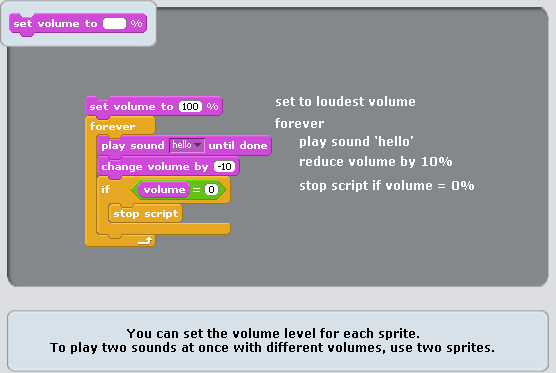 set volume to %
set volume to 100 %
set to loudest volume
forever
forever
play sound hello until done
play sound 'hello'
change volume by -10
reduce volume by 10%
if volume = 0
stop script if volume = 0%
stop script
You can set the volume level for each sprite.
To play two sounds at once with different volumes, use two sprites.